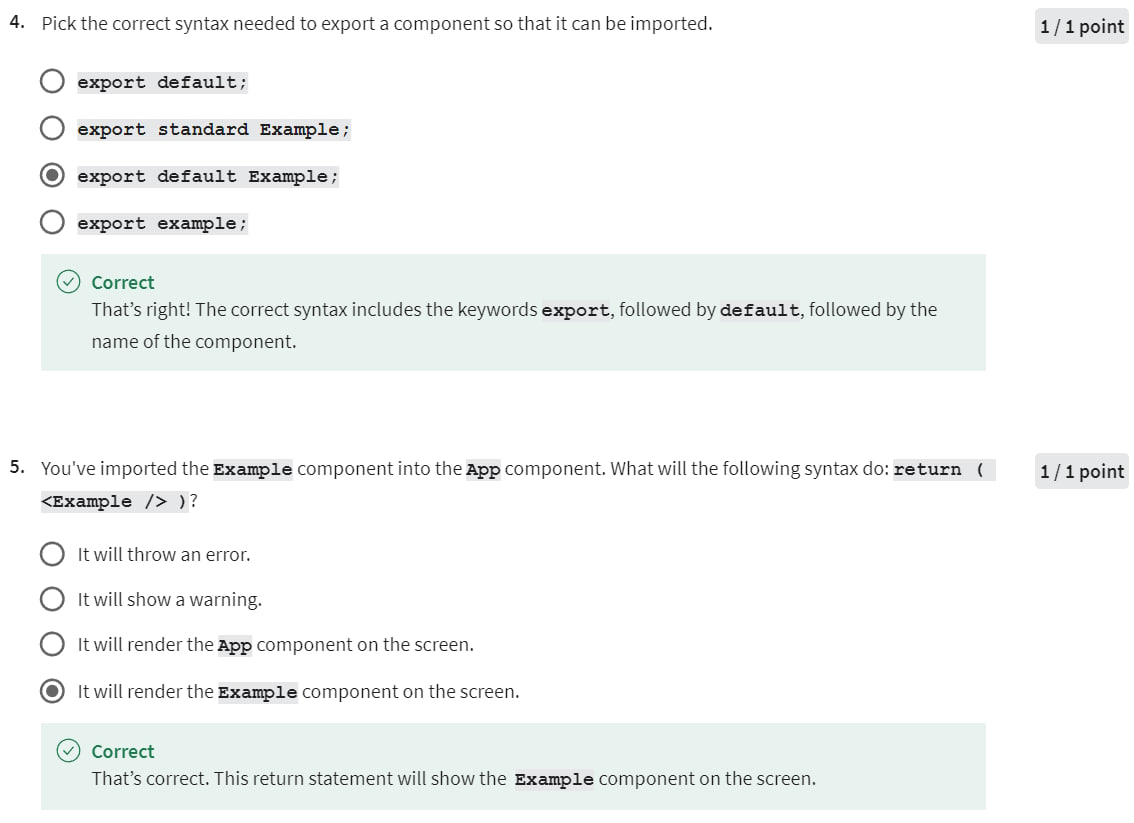 4. Pick the correct syntax needed to export a component so that it can be imported.
1 / 1 point
export default;
export standard Example;
export default Example;
export example;
Correct
That’s right! The correct syntax includes the keywords export, followed by default, followed by the
name of the component.
5. You've imported the Example component into the App component. What will the following syntax do: return (
1 / 1 point
<Example /> )?
It will throw an error.
It will show a warning.
It will render the App component on the screen.
It will render the Example component on the screen.
Correct
That’s correct. This return statement will show the Example component on the screen.